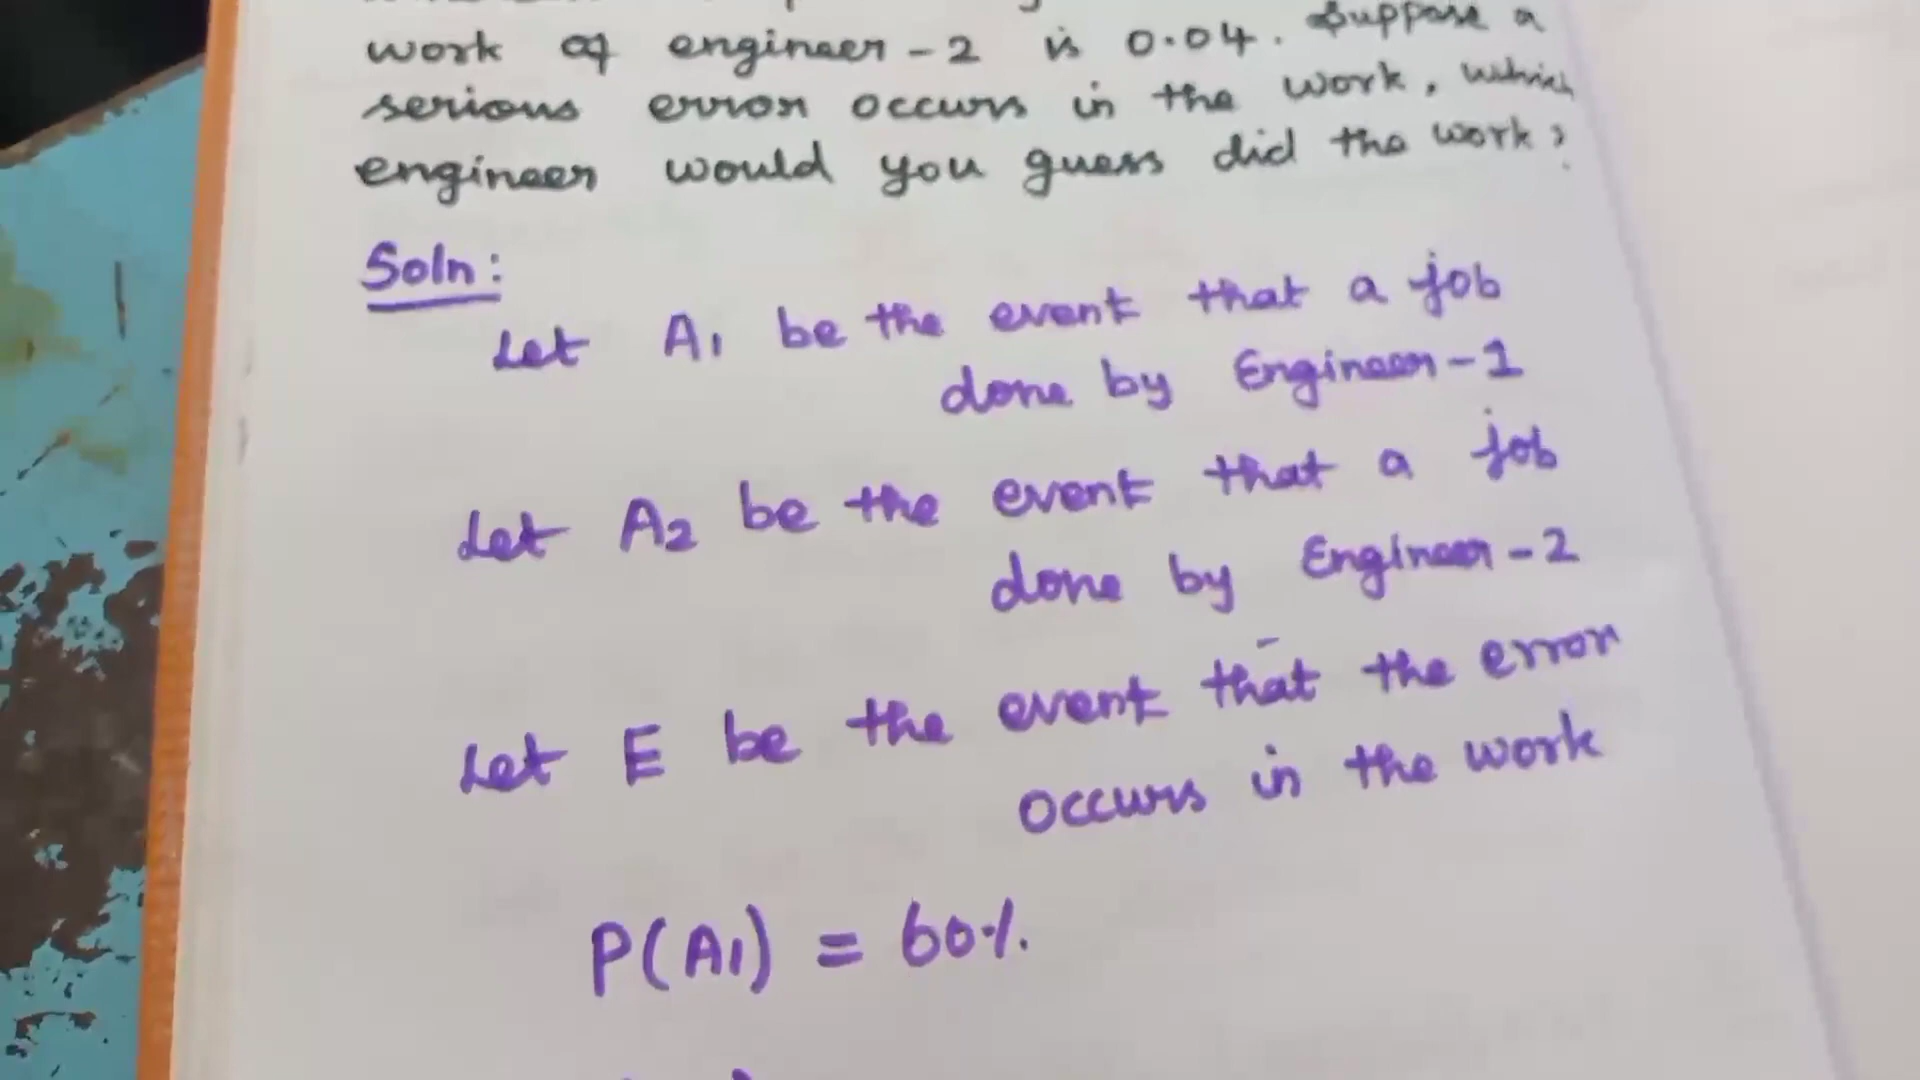 work of engineer - 2 is 0.04. Suppose a
serious error occurs in the work, which
engineer would you guess did the work?
Soln:
Let A1 be the event that a job
done by Engineer-1
Let A2 be the event that a job
done by Engineer-2
Let E be the event that the error
occurs in the work
P(A1) = 60%